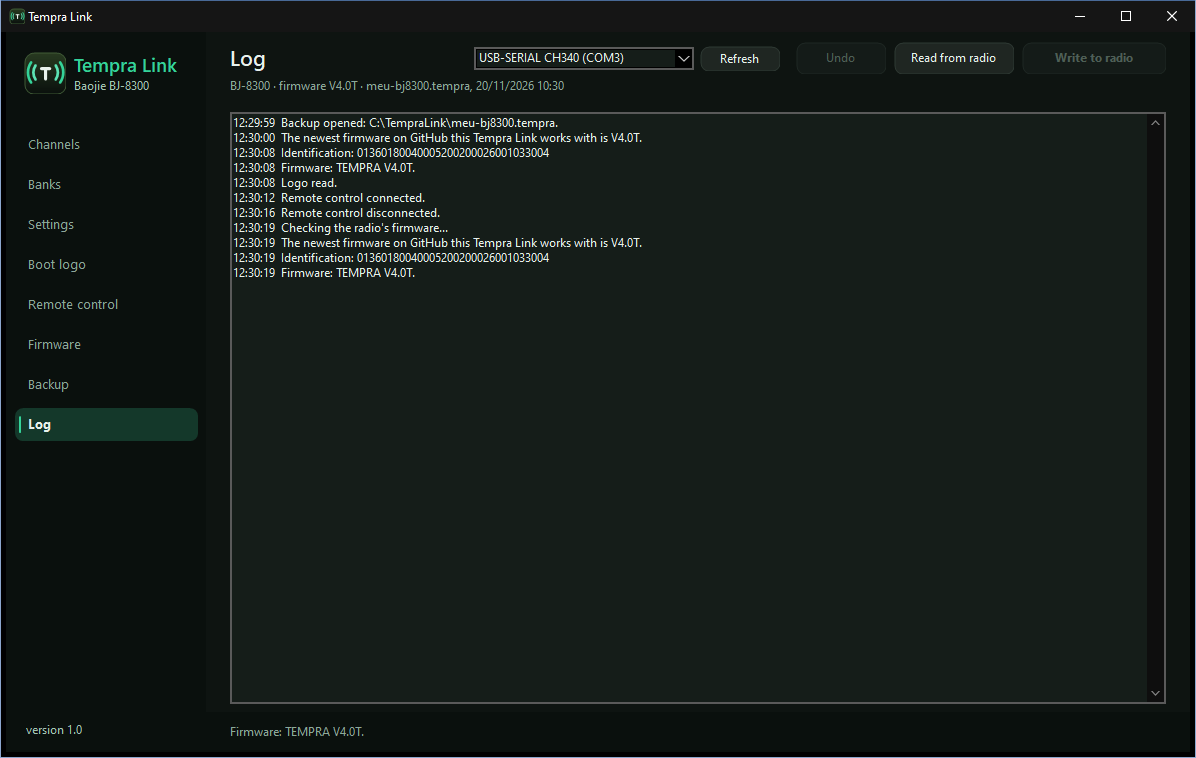 Tempra Link
Tempra Link
Baojie BJ-8300
Log
USB-SERIAL CH340 (COM3)
Refresh
Undo
Read from radio
Write to radio
BJ-8300 · firmware V4.0T · meu-bj8300.tempra, 20/11/2026 10:30
Channels
Banks
Settings
Boot logo
Remote control
Firmware
Backup
Log
12:29:59 Backup opened: C:\TempraLink\meu-bj8300.tempra.
12:30:00 The newest firmware on GitHub this Tempra Link works with is V4.0T.
12:30:08 Identification: 01360180040005200200026001033004
12:30:08 Firmware: TEMPRA V4.0T.
12:30:08 Logo read.
12:30:12 Remote control connected.
12:30:16 Remote control disconnected.
12:30:19 Checking the radio's firmware...
12:30:19 The newest firmware on GitHub this Tempra Link works with is V4.0T.
12:30:19 Identification: 01360180040005200200026001033004
12:30:19 Firmware: TEMPRA V4.0T.
version 1.0
Firmware: TEMPRA V4.0T.